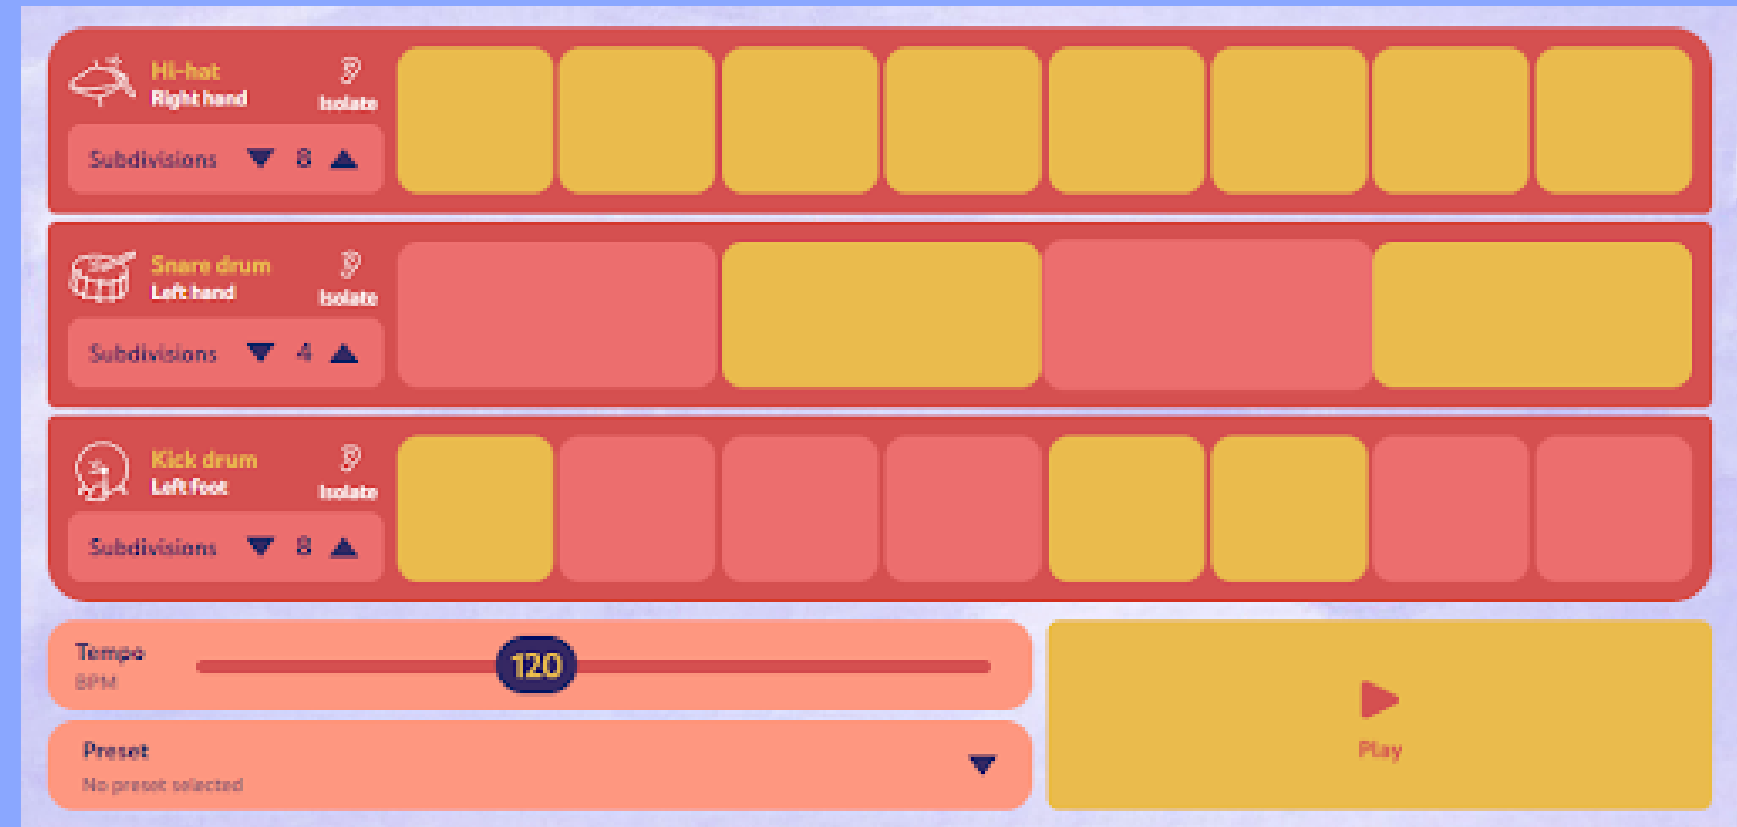 Hi-hat
Right hand
Isolate
Subdivisions 8
Snare drum
Left hand
Isolate
Subdivisions 4
Kick drum
Left foot
Isolate
Subdivisions 8
Tempo
BPM
120
Preset
No preset selected
Play